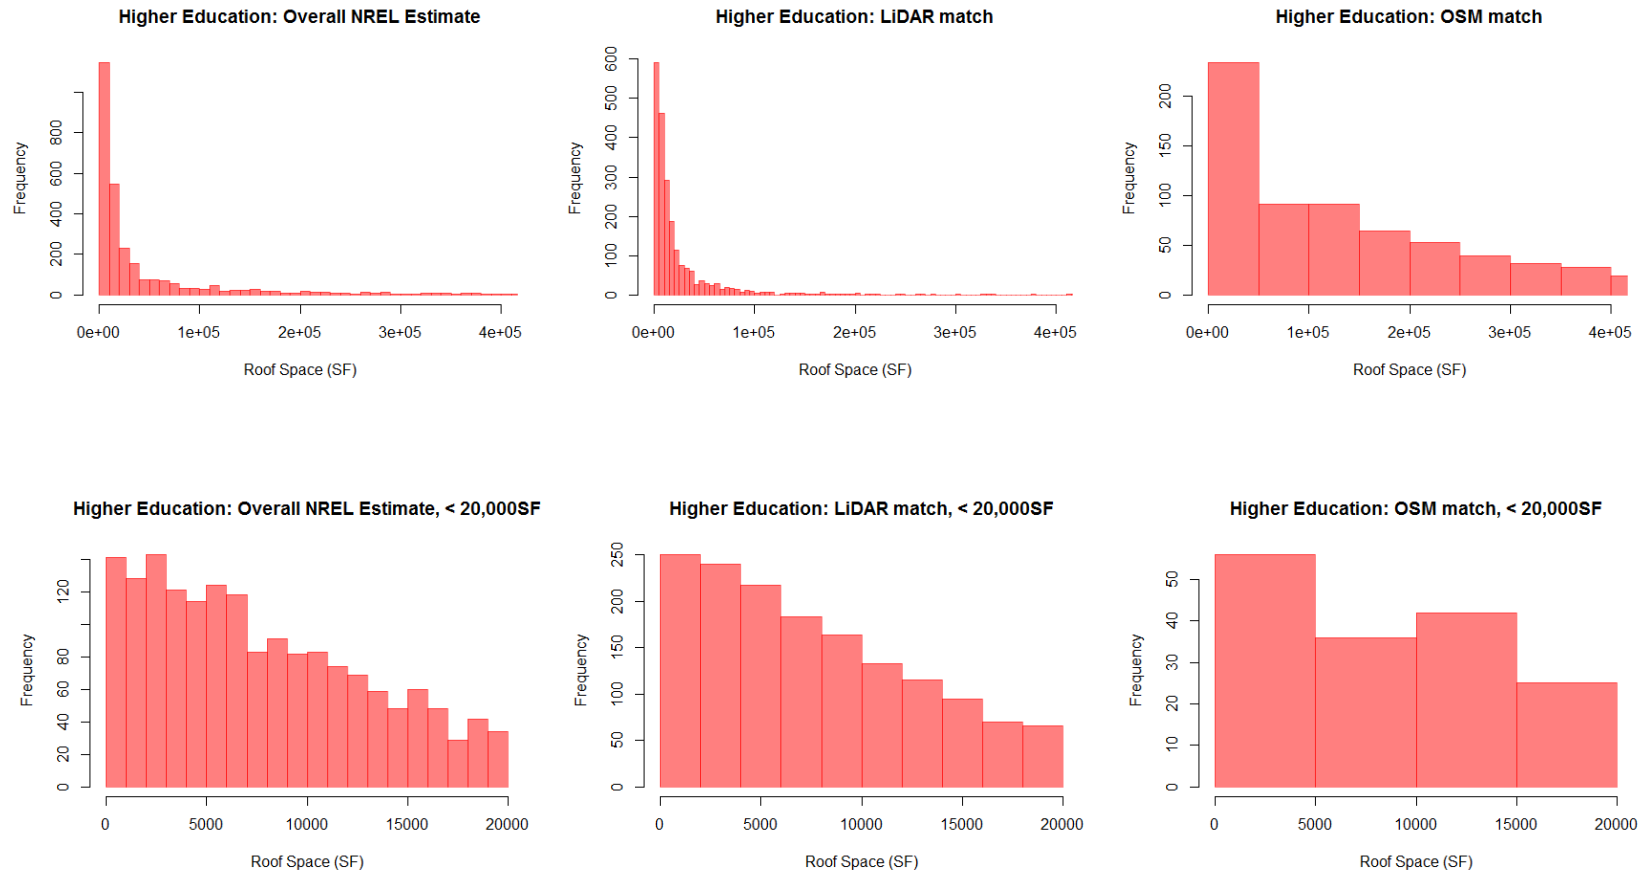 Higher Education: Overall NREL Estimate
Frequency
0
200
400
600
800
0e+00
1e+05
2e+05
3e+05
4e+05
Roof Space (SF)
Higher Education: LiDAR match
Frequency
0
100
200
300
400
500
600
0e+00
1e+05
2e+05
3e+05
4e+05
Roof Space (SF)
Higher Education: OSM match
Frequency
0
50
100
150
200
0e+00
1e+05
2e+05
3e+05
4e+05
Roof Space (SF)
Higher Education: Overall NREL Estimate, < 20,000SF
Frequency
0
20
40
60
80
120
0
5000
10000
15000
20000
Roof Space (SF)
Higher Education: LiDAR match, < 20,000SF
Frequency
0
50
100
150
200
250
0
5000
10000
15000
20000
Roof Space (SF)
Higher Education: OSM match, < 20,000SF
Frequency
0
10
20
30
40
50
0
5000
10000
15000
20000
Roof Space (SF)